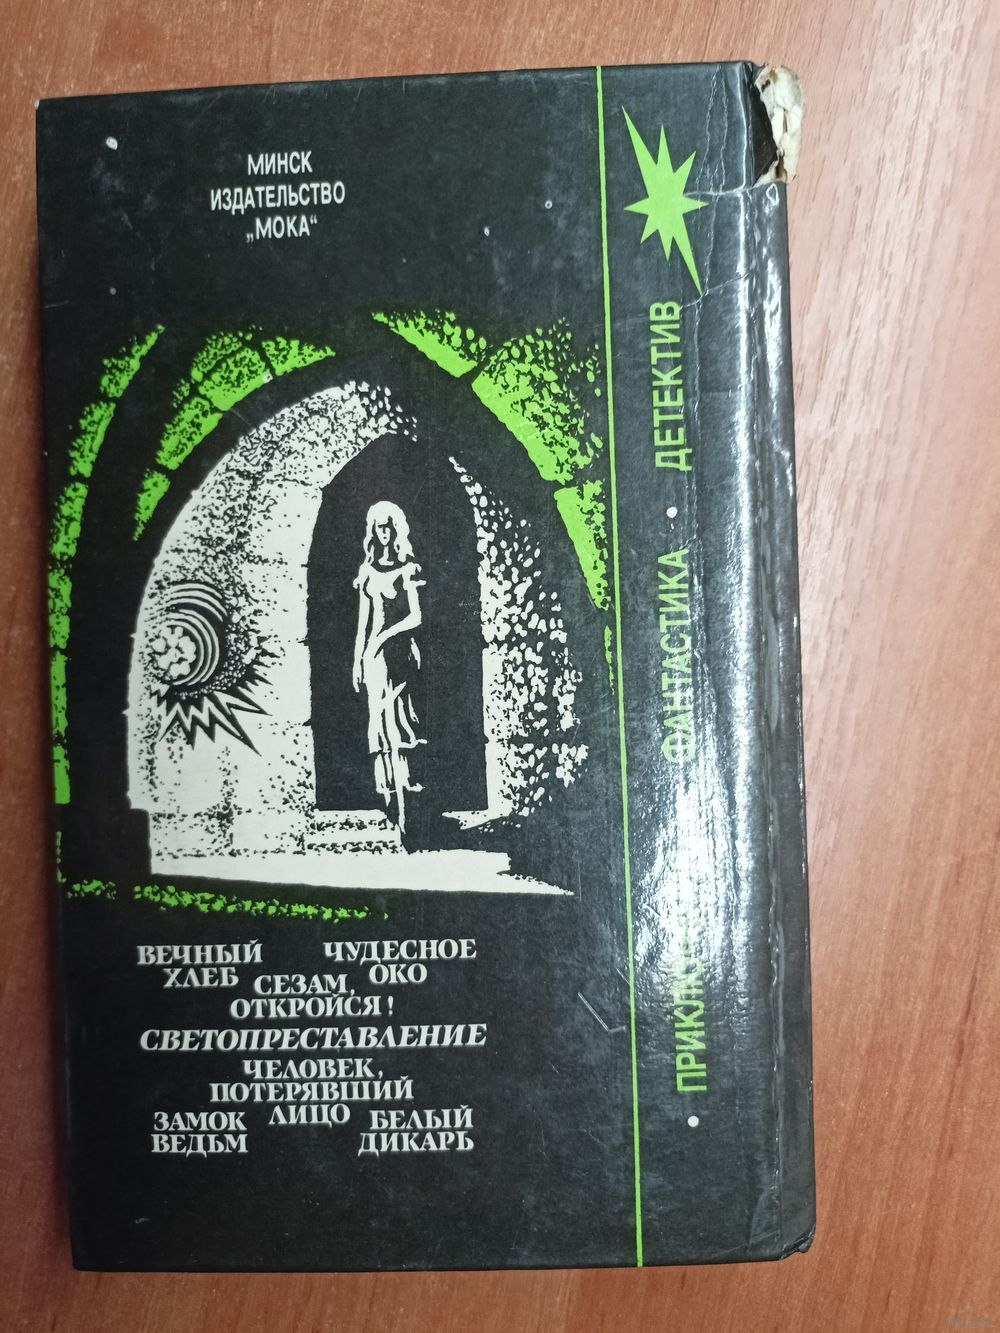 МИНСК
ИЗДАТЕЛЬСТВО
„МОКА“
ВЕЧНЫЙ ХЛЕБ
ЧУДЕСНОЕ ОКО
СЕЗАМ,
ОТКРОЙСЯ!
СВЕТОПРЕСТАВЛЕНИЕ
ЧЕЛОВЕК,
ПОТЕРЯВШИЙ
ЛИЦО
ЗАМОК ВЕДЬМ
БЕЛЫЙ ДИКАРЬ
• ФАНТАСТИКА • ДЕТЕКТИВ